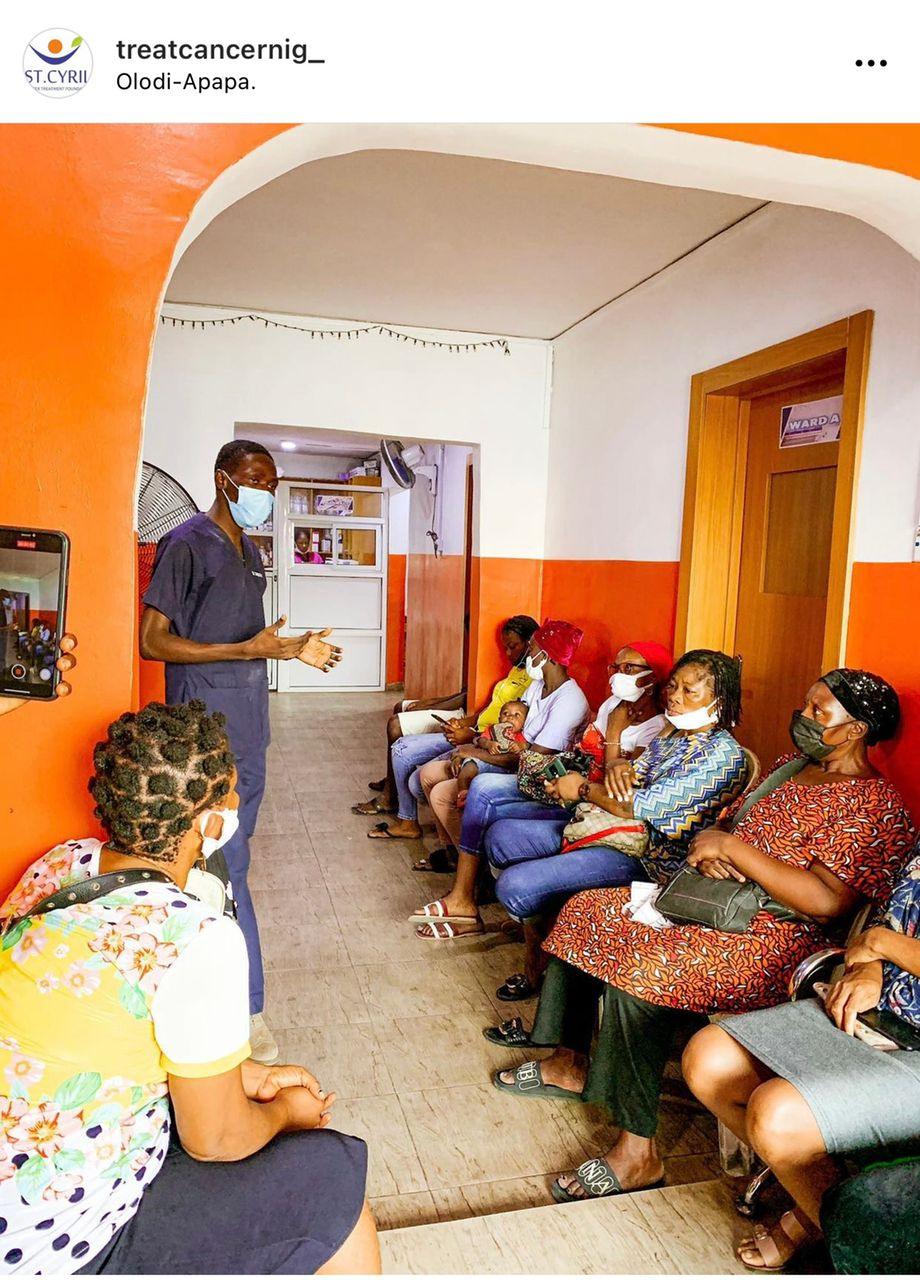 treatcancernig_
Olodi-Apapa.
ST.CYRIL
WARD A